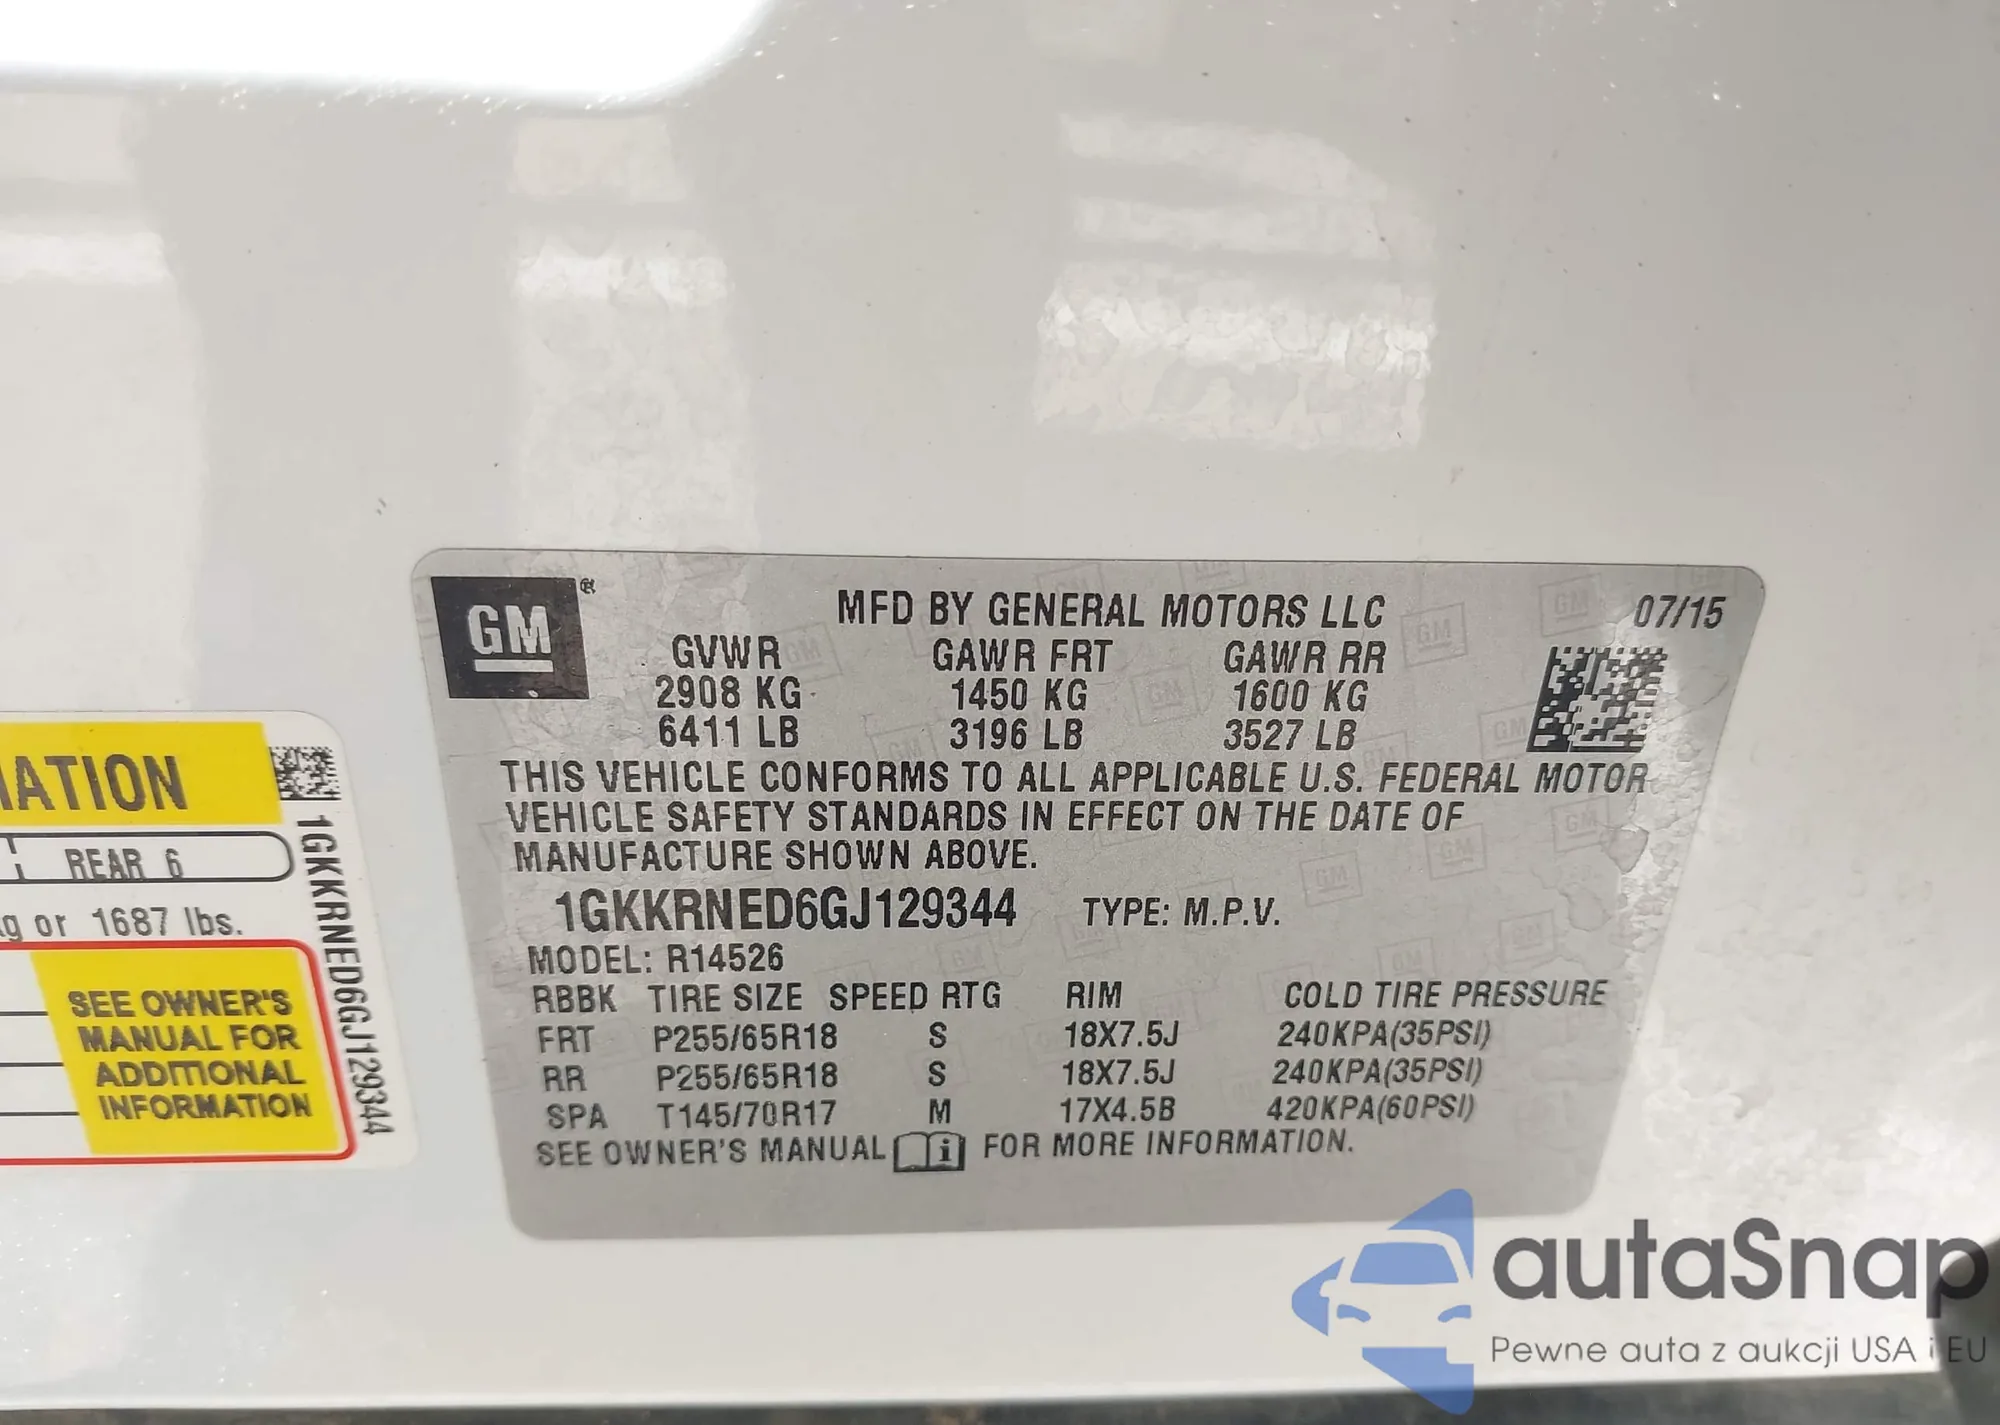 GM®
MFD BY GENERAL MOTORS LLC 07/15
GVWR GAWR FRT GAWR RR
2908 KG 1450 KG 1600 KG
6411 LB 3196 LB 3527 LB
THIS VEHICLE CONFORMS TO ALL APPLICABLE U.S. FEDERAL MOTOR
VEHICLE SAFETY STANDARDS IN EFFECT ON THE DATE OF
MANUFACTURE SHOWN ABOVE.
1GKKRNED6GJ129344 TYPE: M.P.V.
MODEL: R14526
RBBK TIRE SIZE SPEED RTG RIM COLD TIRE PRESSURE
FRT P255/65R18 S 18X7.5J 240KPA(35PSI)
RR P255/65R18 S 18X7.5J 240KPA(35PSI)
SPA T145/70R17 M 17X4.5B 420KPA(60PSI)
SEE OWNER'S MANUAL i FOR MORE INFORMATION.
MATION
REAR 6
kg or 1687 lbs.
SEE OWNER'S
MANUAL FOR
ADDITIONAL
INFORMATION
1GKKRNED6GJ129344
autaSnap
Pewne auta z aukcji USA i EU